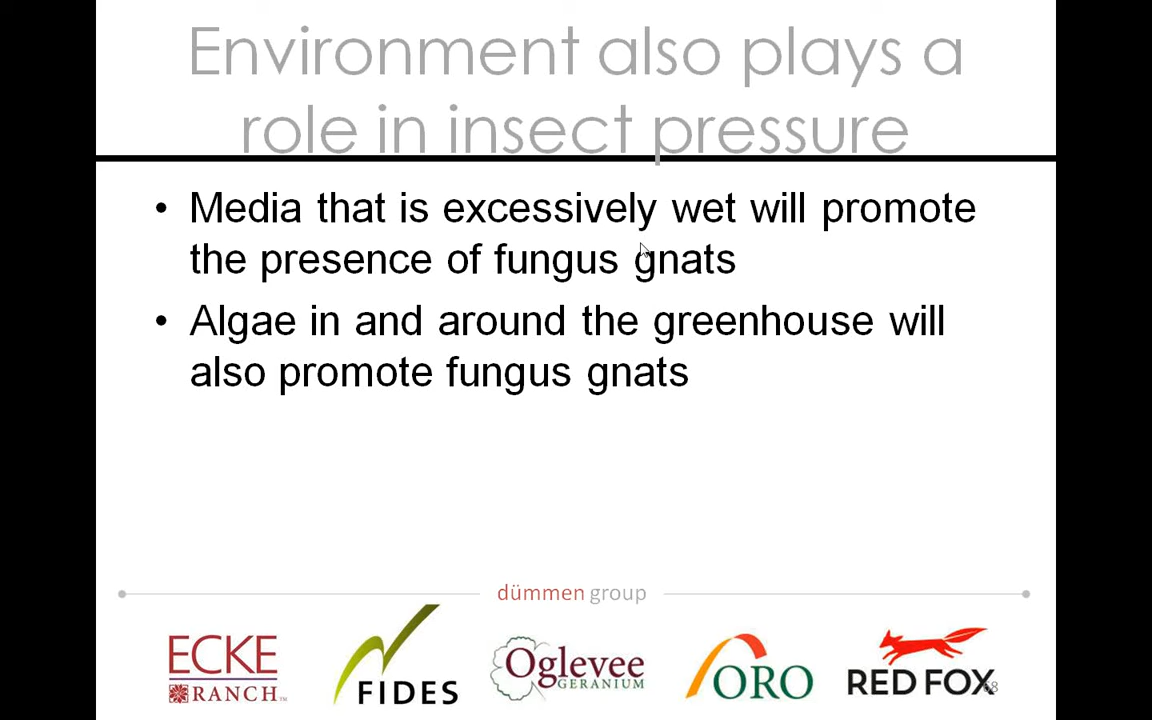 Environment also plays a
role in insect pressure
• Media that is excessively wet will promote
the presence of fungus gnats
• Algae in and around the greenhouse will
also promote fungus gnats
dümmen group
ECKE
RANCH™
FIDES
Oglevee
GERANIUM
ORO
RED FOX
68